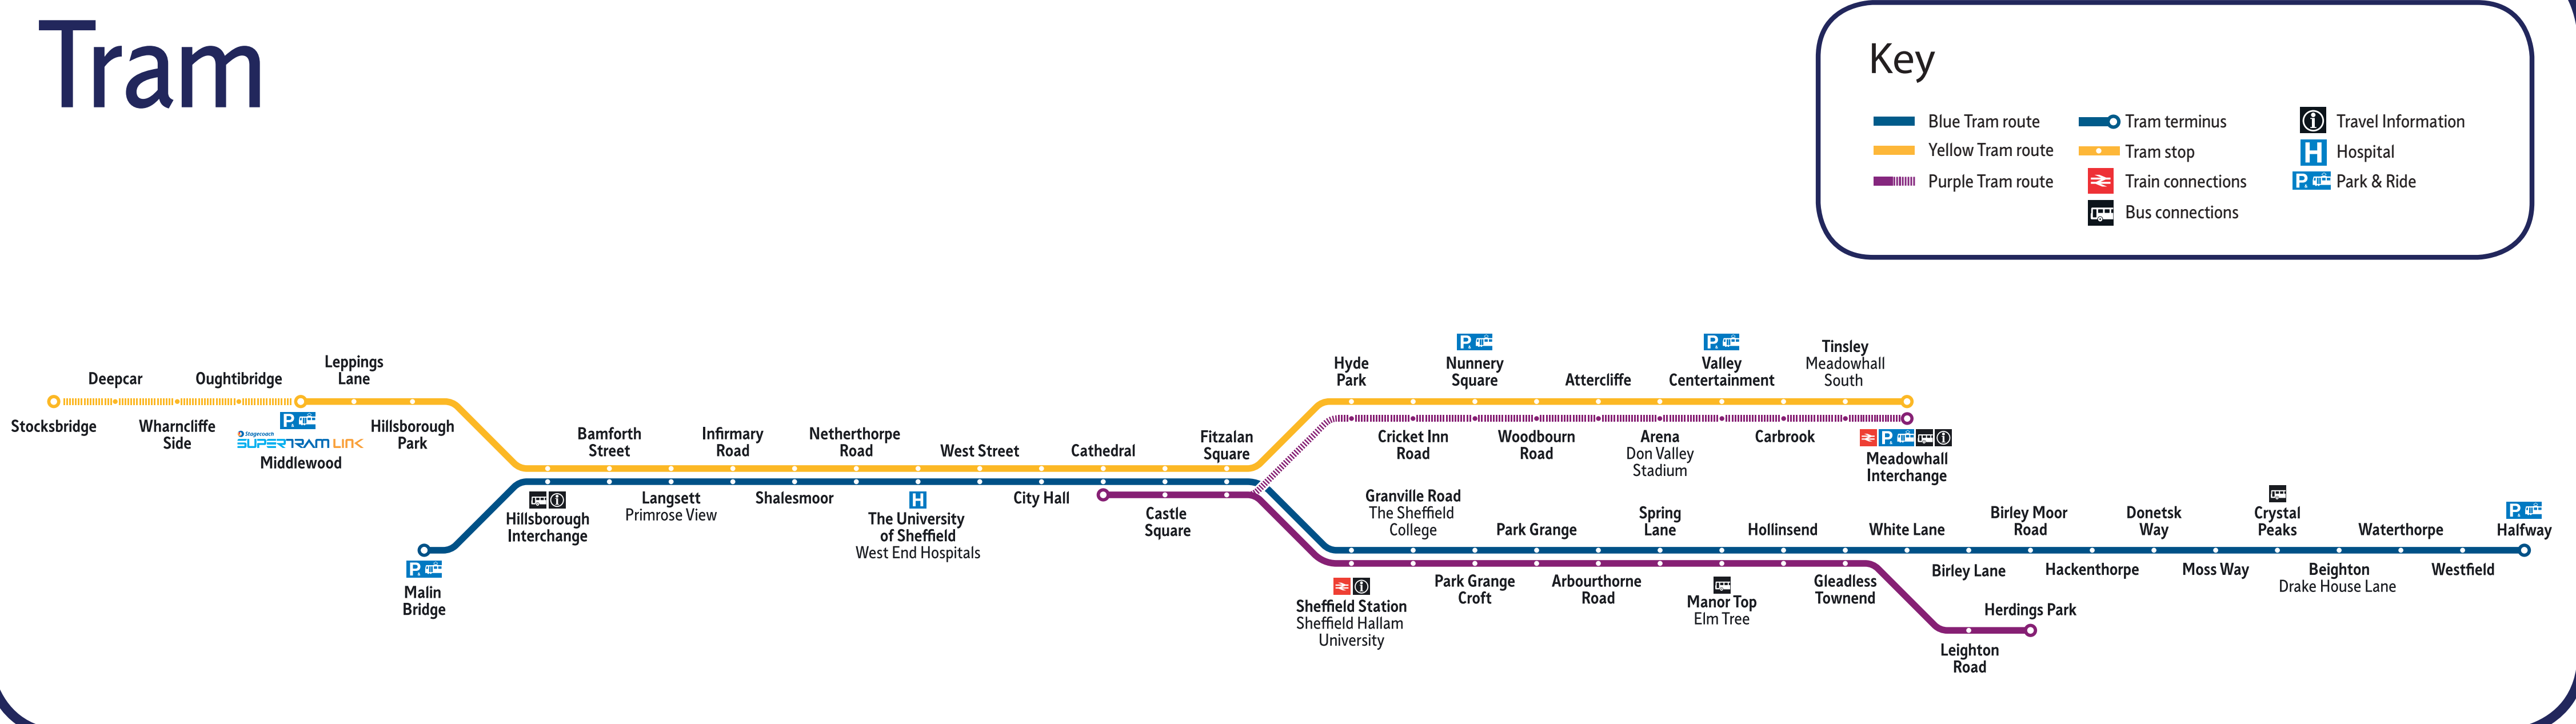 Tram
Key
Blue Tram route
Yellow Tram route
Purple Tram route
Tram terminus
Tram stop
Train connections
Bus connections
Travel Information
H
Hospital
P
Park & Ride
Stocksbridge
Deepcar
Wharncliffe
Side
Oughtibridge
P
Stagecoach
SUPERTRAM LINK
Middlewood
Leppings
Lane
Hillsborough
Park
P
Malin
Bridge
Hillsborough
Interchange
Bamforth
Street
Langsett
Primrose View
Infirmary
Road
Shalesmoor
Netherthorpe
Road
H
The University
of Sheffield
West End Hospitals
West Street
City Hall
Cathedral
Castle
Square
Fitzalan
Square
Hyde
Park
Cricket Inn
Road
P
Nunnery
Square
Woodbourn
Road
Attercliffe
Arena
Don Valley
Stadium
P
Valley
Centertainment
Carbrook
Tinsley
Meadowhall
South
P
Meadowhall
Interchange
Sheffield Station
Sheffield Hallam
University
Granville Road
The Sheffield
College
Park Grange
Croft
Park Grange
Arbourthorne
Road
Spring
Lane
Manor Top
Elm Tree
Hollinsend
Gleadless
Townend
White Lane
Birley Lane
Birley Moor
Road
Hackenthorpe
Donetsk
Way
Moss Way
Crystal
Peaks
Beighton
Drake House Lane
Waterthorpe
Westfield
P
Halfway
Leighton
Road
Herdings Park